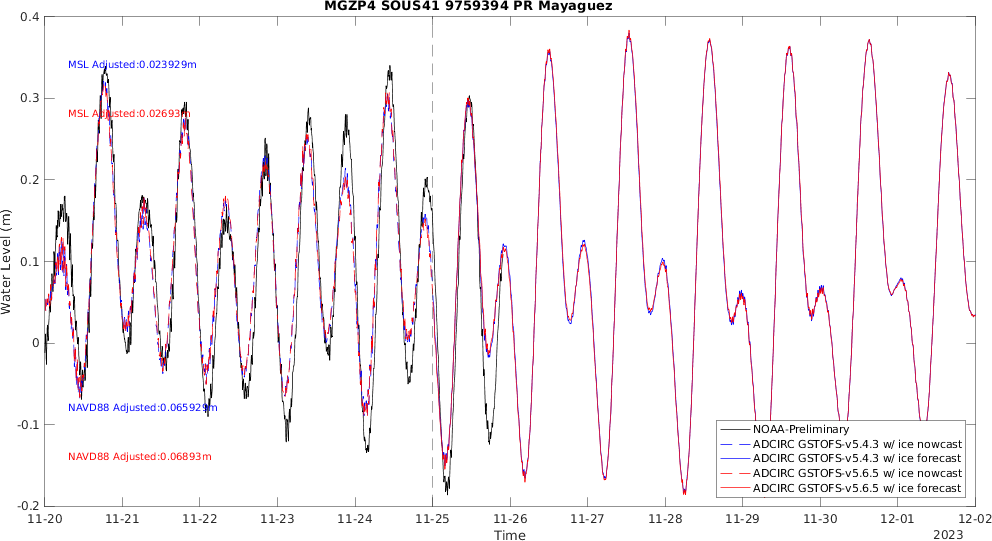 MGZP4 SOUS41 9759394 PR Mayaguez
0.4
0.3
0.2
0.1
0
-0.1
-0.2
Water Level (m)
MSL Adjusted:0.023929m
MSL Adjusted:0.02693m
NAVD88 Adjusted:0.065929m
NAVD88 Adjusted:0.06893m
NOAA-Preliminary
ADCIRC GSTOFS-v5.4.3 w/ ice nowcast
ADCIRC GSTOFS-v5.4.3 w/ ice forecast
ADCIRC GSTOFS-v5.6.5 w/ ice nowcast
ADCIRC GSTOFS-v5.6.5 w/ ice forecast
11-20 11-21 11-22 11-23 11-24 11-25 11-26 11-27 11-28 11-29 11-30 12-01 12-02
Time
2023